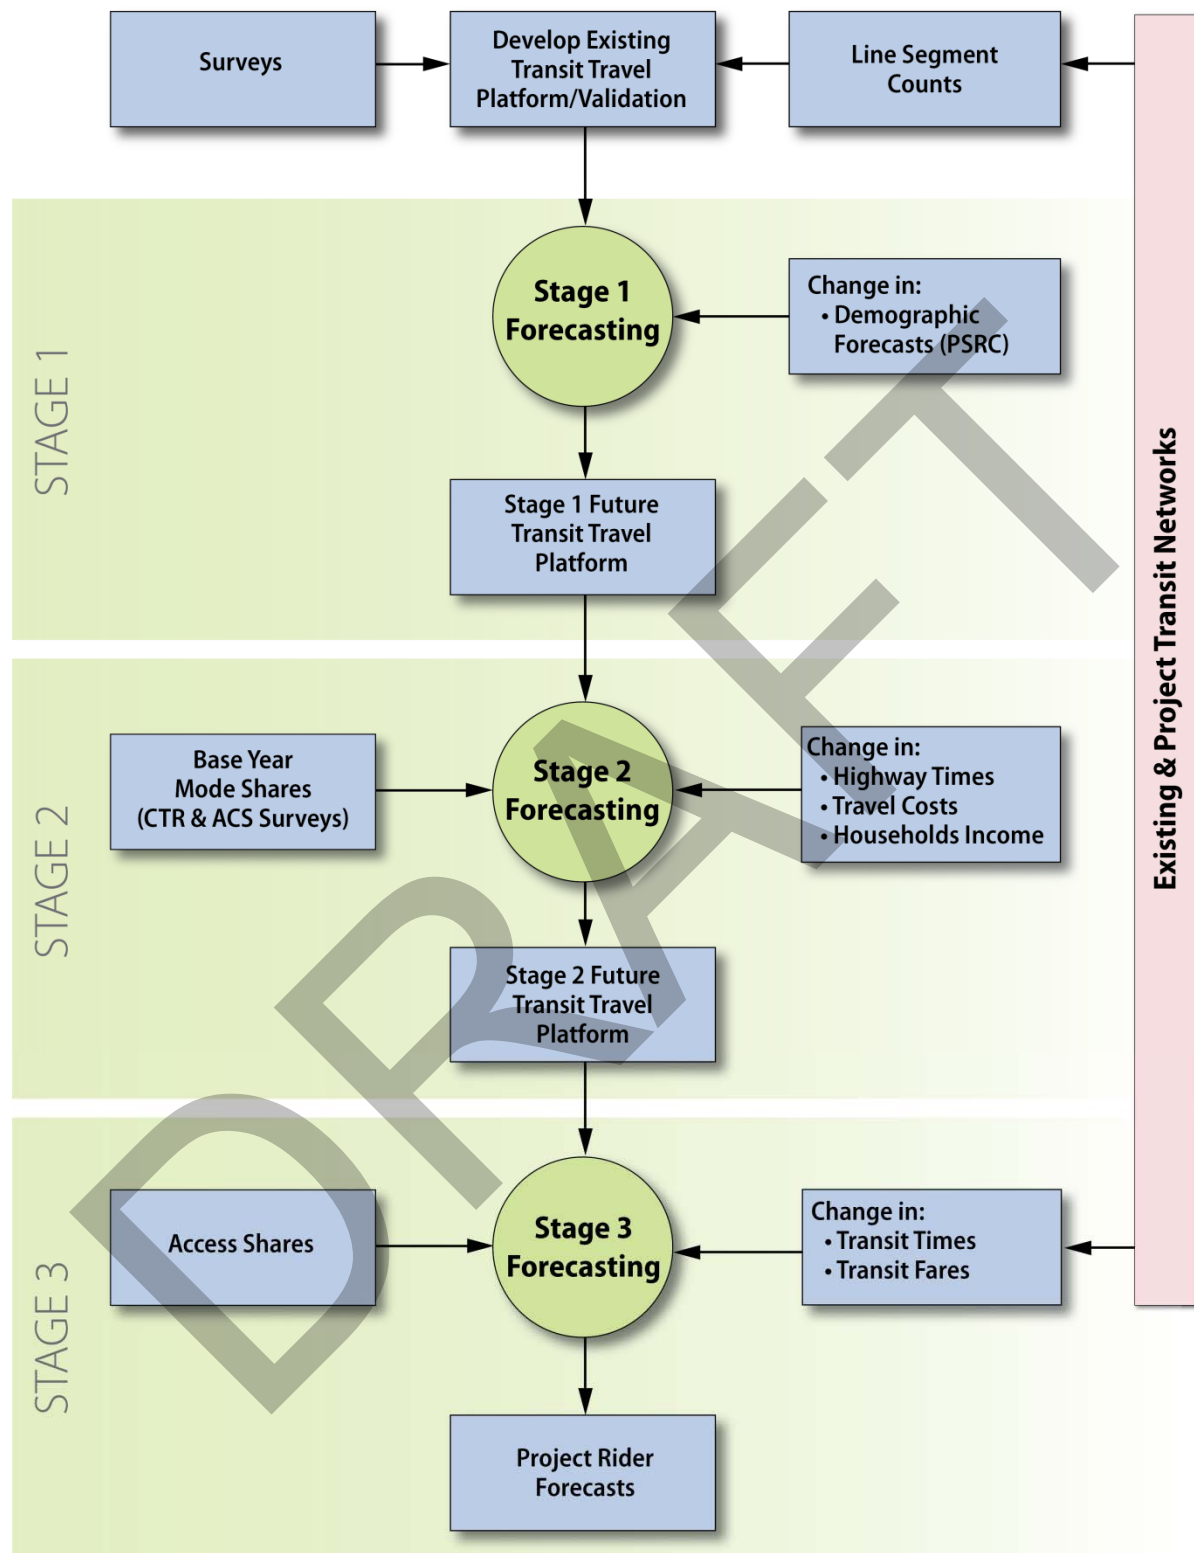 Surveys
Develop Existing
Transit Travel
Platform/Validation
Line Segment
Counts
Existing & Project Transit Networks
STAGE 1
Stage 1
Forecasting
Change in:
• Demographic
Forecasts (PSRC)
Stage 1 Future
Transit Travel
Platform
STAGE 2
Base Year
Mode Shares
(CTR & ACS Surveys)
Stage 2
Forecasting
Change in:
• Highway Times
• Travel Costs
• Households Income
Stage 2 Future
Transit Travel
Platform
STAGE 3
Access Shares
Stage 3
Forecasting
Change in:
• Transit Times
• Transit Fares
Project Rider
Forecasts
DRAFT